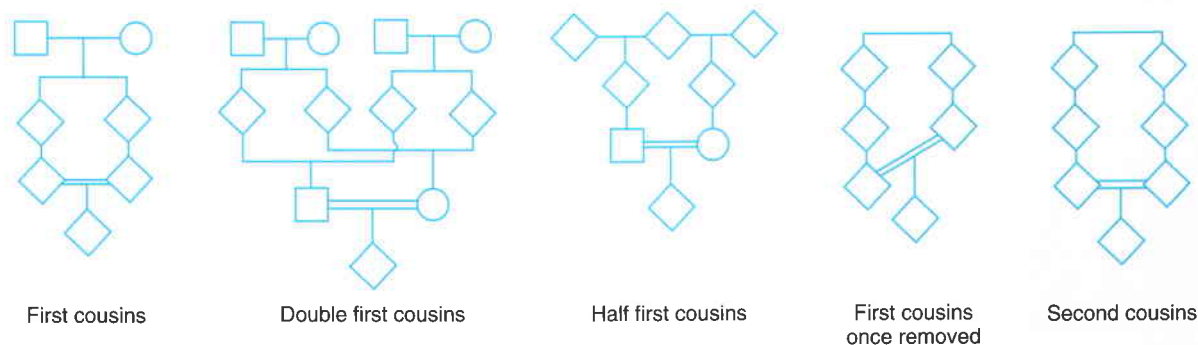 First cousins
Double first cousins
Half first cousins
First cousins
once removed
Second cousins